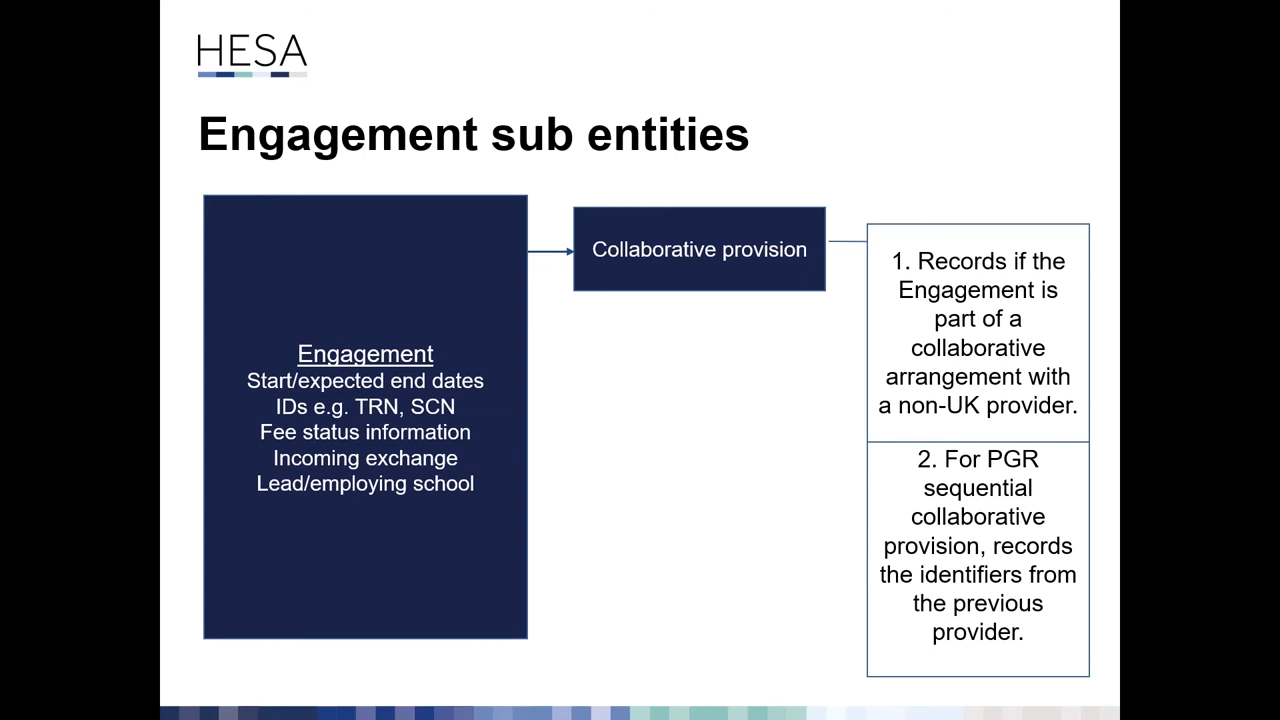 HESA
Engagement sub entities
Engagement
Start/expected end dates
IDs e.g. TRN, SCN
Fee status information
Incoming exchange
Lead/employing school
Collaborative provision
1. Records if the
Engagement is
part of a
collaborative
arrangement with
a non-UK provider.
2. For PGR
sequential
collaborative
provision, records
the identifiers from
the previous
provider.